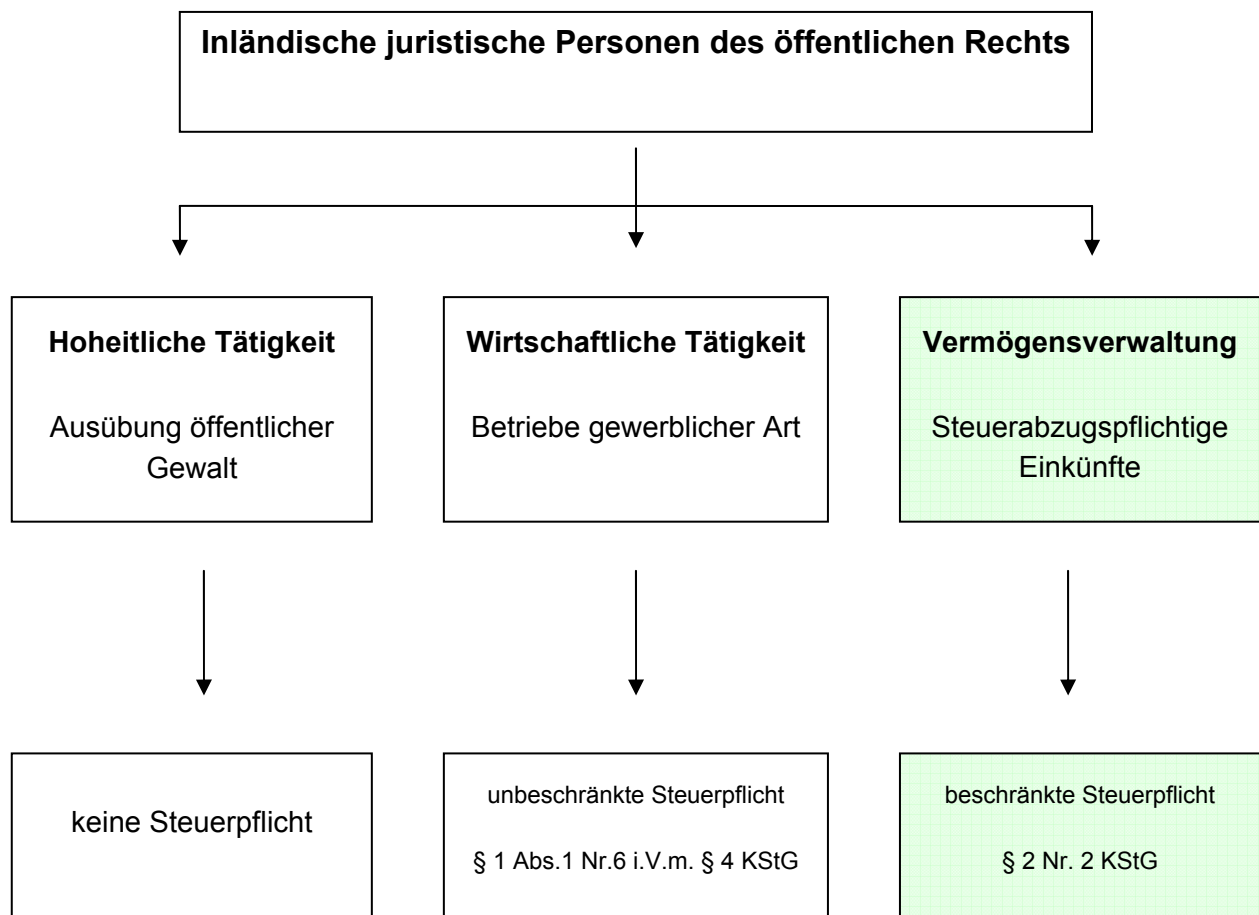 Inländische juristische Personen des öffentlichen Rechts
Hoheitliche Tätigkeit
Ausübung öffentlicher
Gewalt
Wirtschaftliche Tätigkeit
Betriebe gewerblicher Art
Vermögensverwaltung
Steuerabzugspflichtige
Einkünfte
keine Steuerpflicht
unbeschränkte Steuerpflicht
§ 1 Abs.1 Nr.6 i.V.m. § 4 KStG
beschränkte Steuerpflicht
§ 2 Nr. 2 KStG